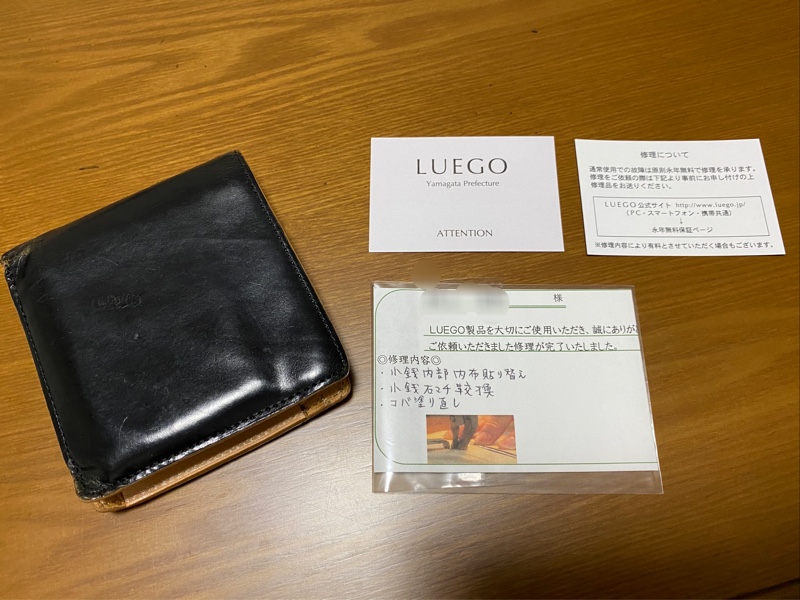 LUEGO
Yamagata Prefecture
ATTENTION
修理について
通常使用での故障は原則永年無料で修理を承ります。
修理をご依頼の際は下記より事前にお申し付けの上
修理品をお送りください。
LUEGO公式サイト http://www.luego.jp/
（PC・スマートフォン・携帯共通）
↓
永年無料保証ページ
※修理内容により有料とさせていただく場合もございます。
様
LUEGO製品を大切にご使用いただき、誠にありが
ご依頼いただきました修理が完了いたしました。
◎修理内容◎
・小銭内部 内布貼り替え
・小銭石マチ交換
・コバ塗り直し